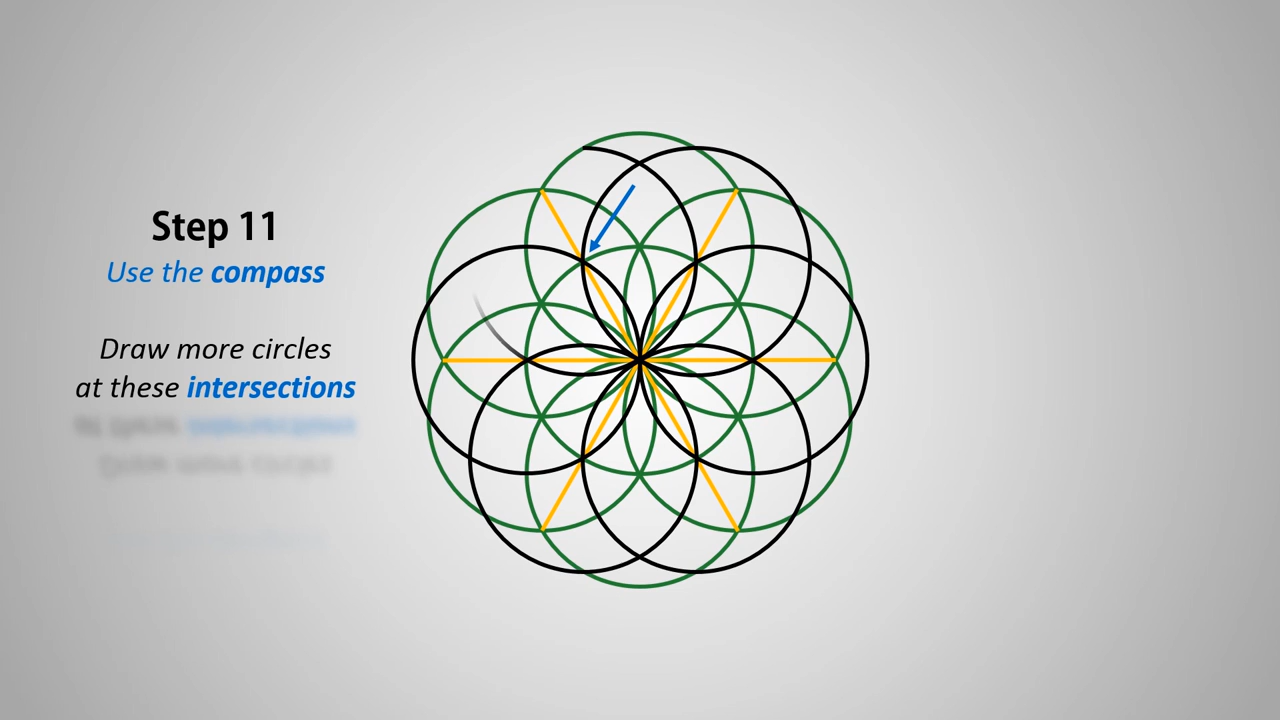 Step 11
Use the compass
Draw more circles
at these intersections